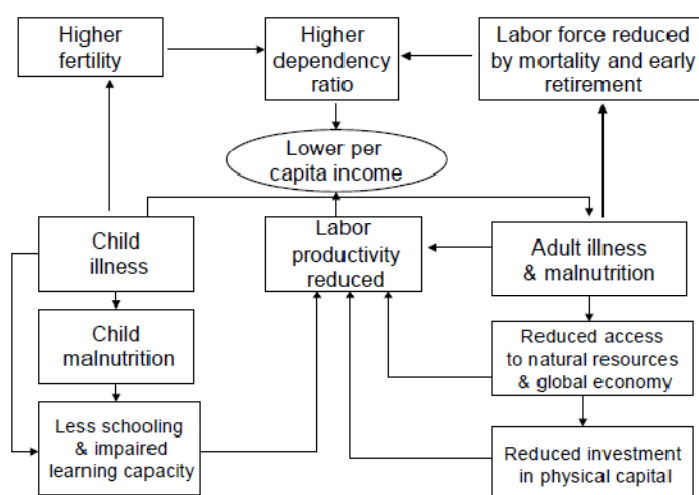 Higher
fertility
Higher
dependency
ratio
Labor force reduced
by mortality and early
retirement
Lower per
capita income
Child
illness
Labor
productivity
reduced
Adult illness
& malnutrition
Child
malnutrition
Reduced access
to natural resources
& global economy
Less schooling
& impaired
learning capacity
Reduced investment
in physical capital